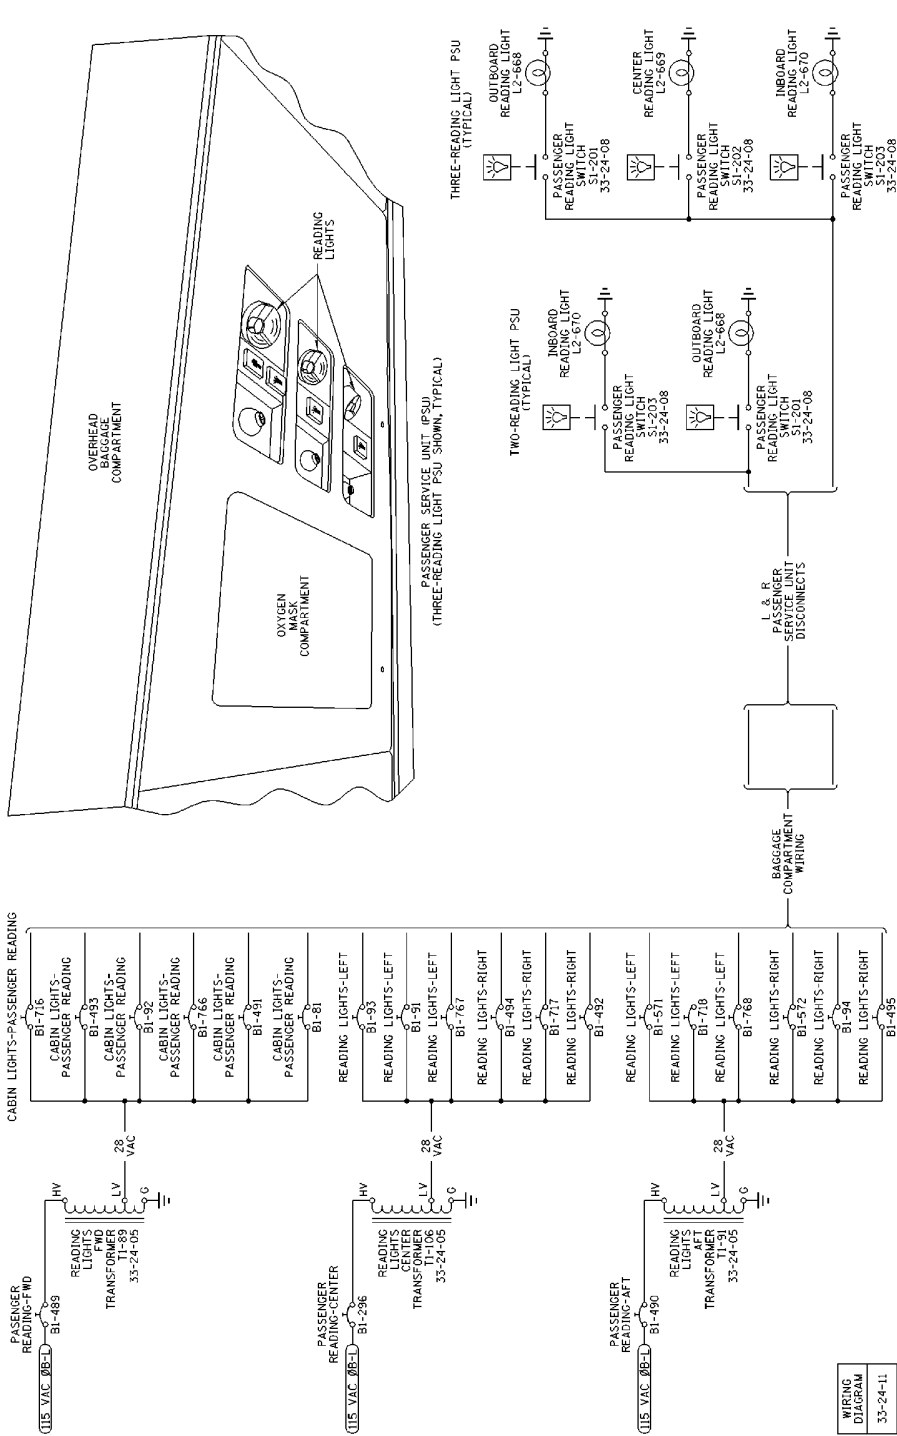 CABIN LIGHTS-PASSENGER READING
PASENGER
READING-FWD
115 VAC ØB-L
B1-489
HV
READING
LIGHTS
FWD
TRANSFORMER
T1-89
33-24-05
LV
G
28
VAC
B1-716
CABIN LIGHTS-
PASSENGER READING
B1-493
CABIN LIGHTS-
PASSENGER READING
B1-92
CABIN LIGHTS-
PASSENGER READING
B1-766
CABIN LIGHTS-
PASSENGER READING
B1-491
CABIN LIGHTS-
PASSENGER READING
B1-81
PASSENGER
READING-CENTER
115 VAC ØB-L
B1-296
HV
READING
LIGHTS
CENTER
TRANSFORMER
T1-106
33-24-05
LV
G
28
VAC
READING LIGHTS-LEFT
B1-93
READING LIGHTS-LEFT
B1-91
READING LIGHTS-LEFT
B1-767
READING LIGHTS-RIGHT
B1-494
READING LIGHTS-RIGHT
B1-717
READING LIGHTS-RIGHT
B1-492
PASSENGER
READING-AFT
115 VAC ØB-L
B1-490
HV
READING
LIGHTS
AFT
TRANSFORMER
T1-91
33-24-05
LV
G
28
VAC
READING LIGHTS-LEFT
B1-571
READING LIGHTS-LEFT
B1-718
READING LIGHTS-LEFT
B1-768
READING LIGHTS-RIGHT
B1-572
READING LIGHTS-RIGHT
B1-94
READING LIGHTS-RIGHT
B1-495
BAGGAGE
COMPARTMENT
WIRING
L & R
PASSENGER
SERVICE UNIT
DISCONNECTS
OVERHEAD
BAGGAGE
COMPARTMENT
OXYGEN
MASK
COMPARTMENT
READING
LIGHTS
PASSENGER SERVICE UNIT (PSU)
(THREE-READING LIGHT PSU SHOWN, TYPICAL)
TWO-READING LIGHT PSU
(TYPICAL)
INBOARD
READING LIGHT
L2-670
PASSENGER
READING LIGHT
SWITCH
S1-203
33-24-08
OUTBOARD
READING LIGHT
L2-668
PASSENGER
READING LIGHT
SWITCH
S1-201
33-24-08
THREE-READING LIGHT PSU
(TYPICAL)
OUTBOARD
READING LIGHT
L2-668
PASSENGER
READING LIGHT
SWITCH
S1-201
33-24-08
CENTER
READING LIGHT
L2-669
PASSENGER
READING LIGHT
SWITCH
S1-202
33-24-08
INBOARD
READING LIGHT
L2-670
PASSENGER
READING LIGHT
SWITCH
S1-203
33-24-08
WIRING
DIAGRAM
33-24-11